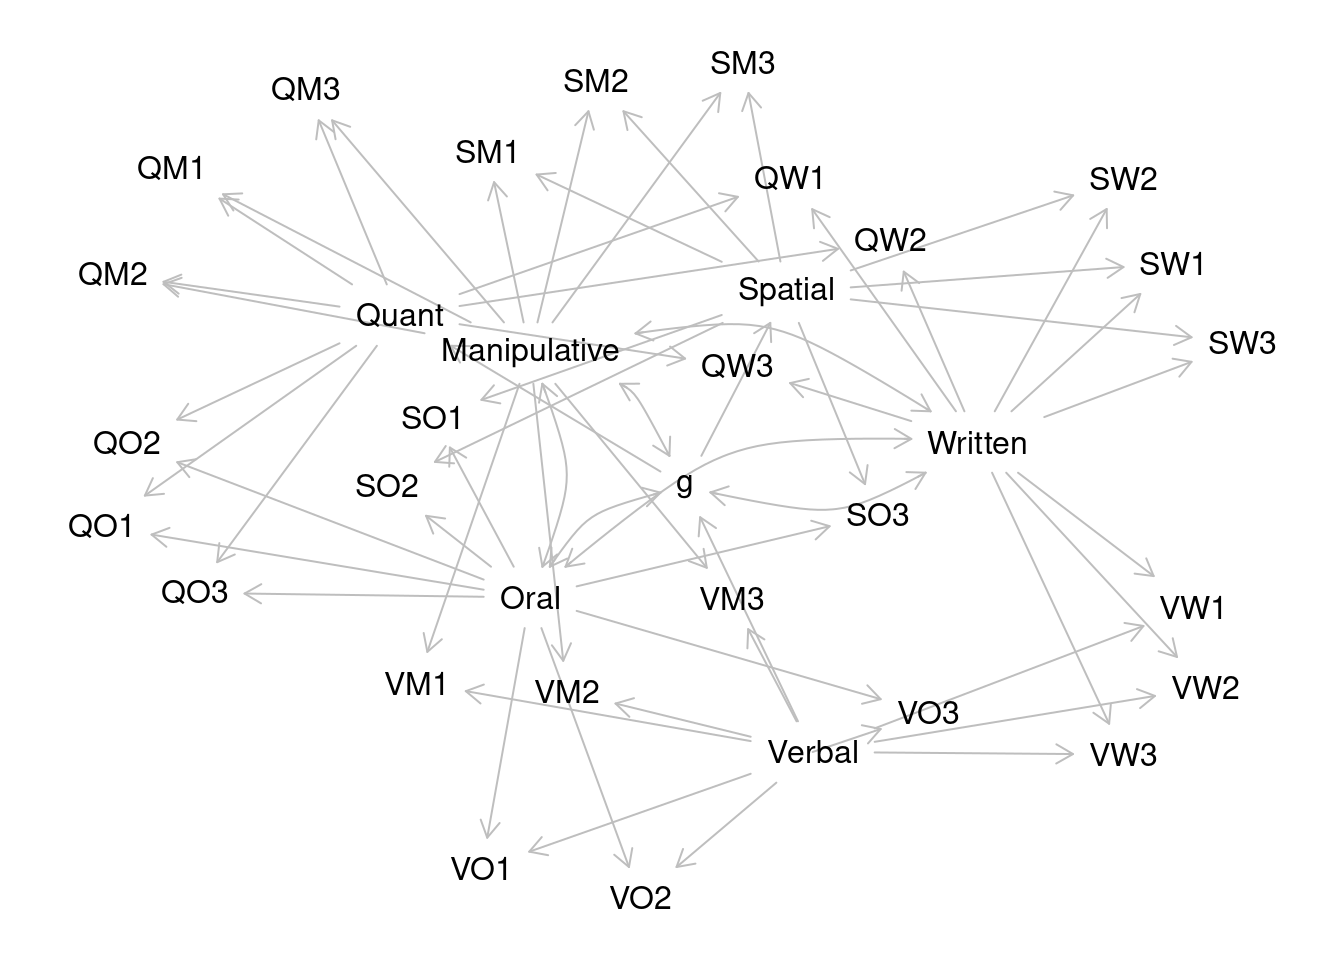 SM3
SM2
QM3
SM1
QM1
QW1
SW2
QW2
SW1
QM2
Spatial
Quant
SW3
Manipulative
QW3
SO1
QO2
Written
SO2
g
SO3
QO1
QO3
Oral
VM3
VW1
VM1
VM2
VW2
VO3
Verbal
VW3
VO1
VO2